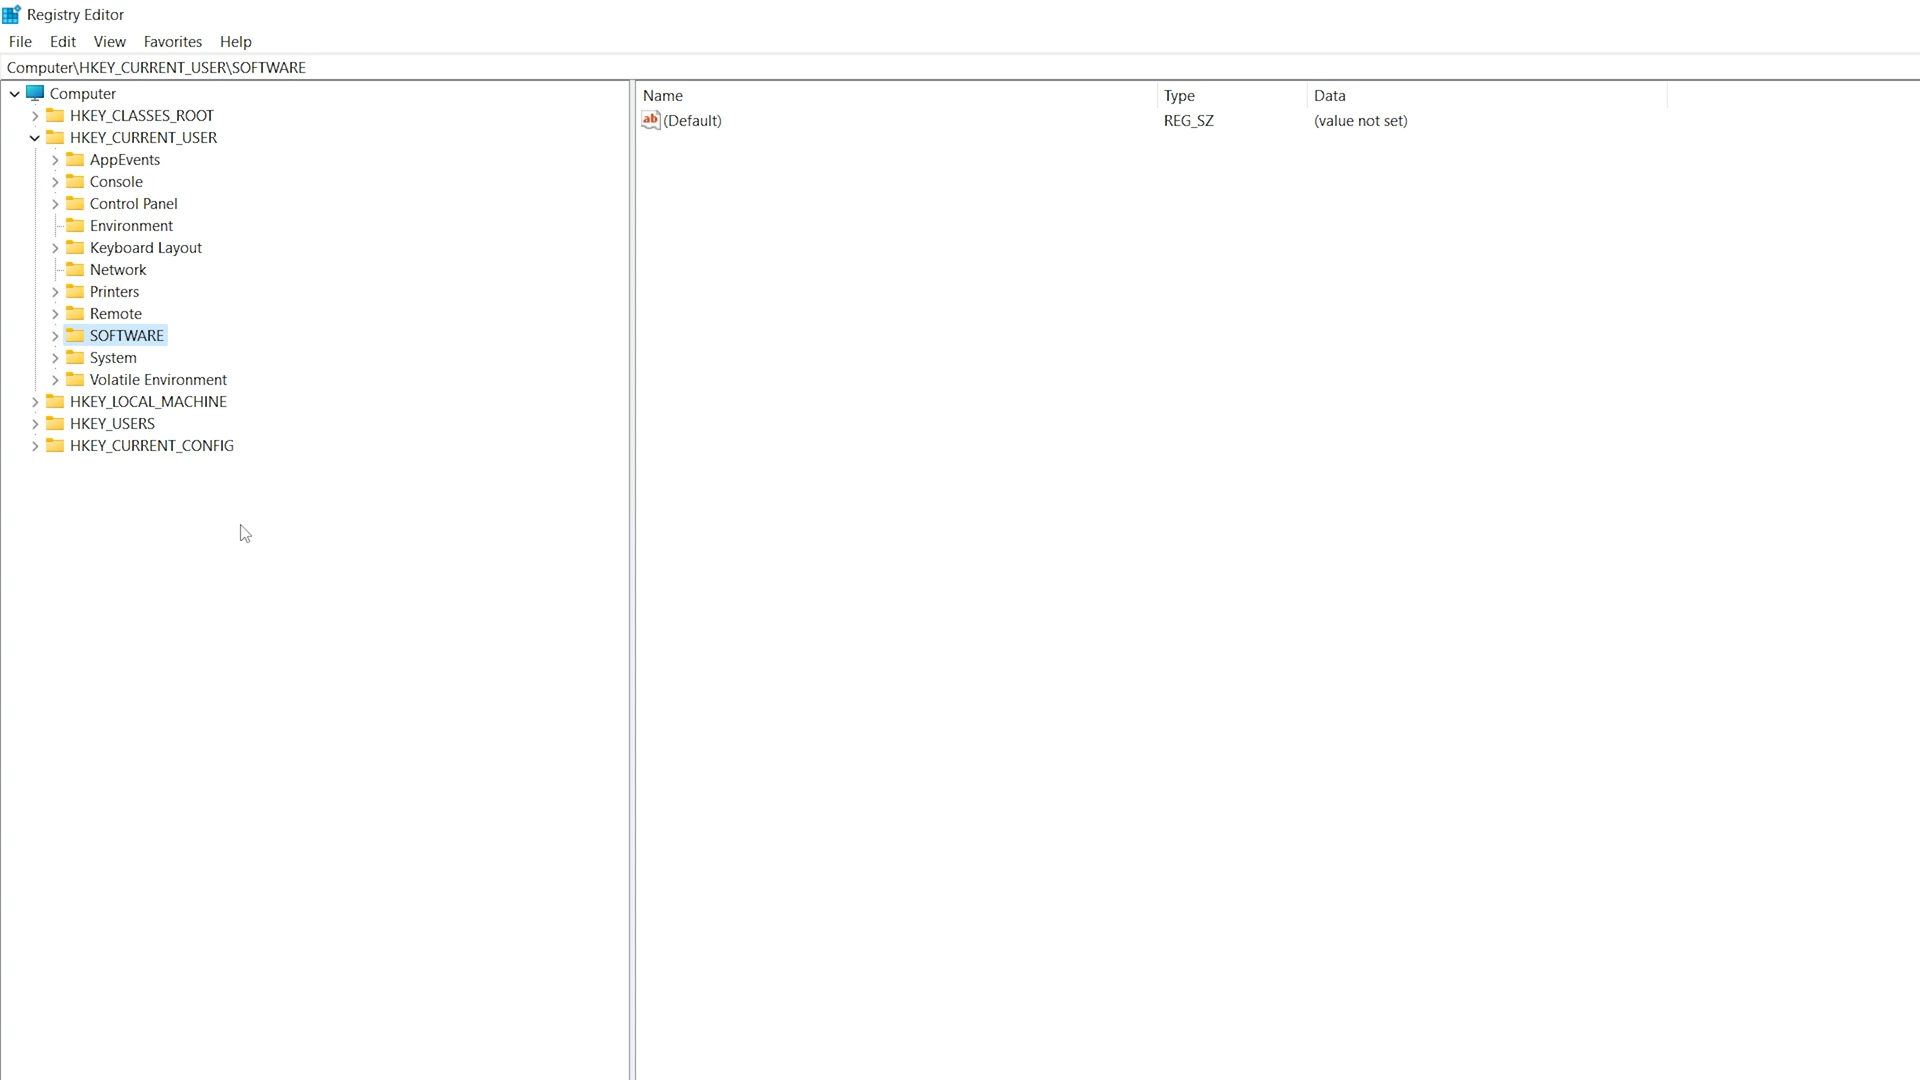 Registry Editor
File Edit View Favorites Help
Computer\HKEY_CURRENT_USER\SOFTWARE
Computer
HKEY_CLASSES_ROOT
HKEY_CURRENT_USER
AppEvents
Console
Control Panel
Environment
Keyboard Layout
Network
Printers
Remote
SOFTWARE
System
Volatile Environment
HKEY_LOCAL_MACHINE
HKEY_USERS
HKEY_CURRENT_CONFIG
Name Type Data
ab (Default) REG_SZ (value not set)